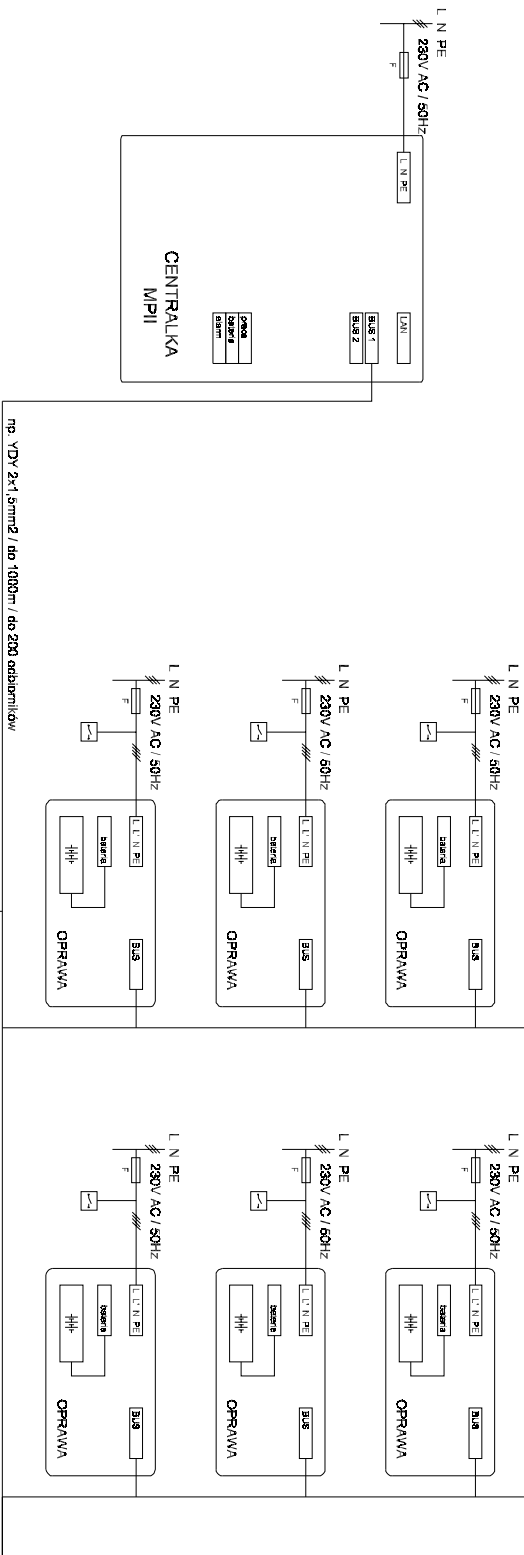 L N PE
230V AC / 50Hz
F
L N PE
LAN
BUS 1
BUS 2
praca
bateria
alarm
CENTRALKA
MPII
np. YDY 2x1,5mm2 / do 1000m / do 200 odbiorników
L N PE
230V AC / 50Hz
F
L L' N PE
bateria
BUS
OPRAWA
L N PE
230V AC / 50Hz
F
L L' N PE
bateria
BUS
OPRAWA
L N PE
230V AC / 50Hz
F
L L' N PE
bateria
BUS
OPRAWA
L N PE
230V AC / 50Hz
F
L L' N PE
bateria
BUS
OPRAWA
L N PE
230V AC / 50Hz
F
L L' N PE
bateria
BUS
OPRAWA
L N PE
230V AC / 50Hz
F
L L' N PE
bateria
BUS
OPRAWA